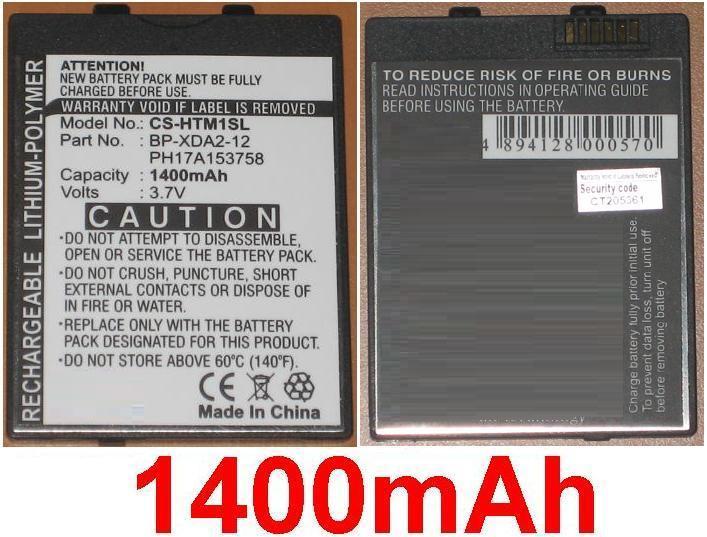 RECHARGEABLE LITHIUM-POLYMER
ATTENTION!
NEW BATTERY PACK MUST BE FULLY
CHARGED BEFORE USE.
WARRANTY VOID IF LABEL IS REMOVED
Model No.: CS-HTM1SL
Part No. : BP-XDA2-12
PH17A153758
Capacity : 1400mAh
Volts : 3.7V
CAUTION
•DO NOT ATTEMPT TO DISASSEMBLE,
OPEN OR SERVICE THE BATTERY PACK.
•DO NOT CRUSH, PUNCTURE, SHORT
EXTERNAL CONTACTS OR DISPOSE OF
IN FIRE OR WATER.
•REPLACE ONLY WITH THE BATTERY
PACK DESIGNATED FOR THIS PRODUCT.
•DO NOT STORE ABOVE 60°C (140°F).
CE
Made In China
TO REDUCE RISK OF FIRE OR BURNS
READ INSTRUCTIONS IN OPERATING GUIDE
BEFORE USING THE BATTERY.
4 894128 000570
Security code
CT205361
Charge battery fully prior initial use.
To prevent data loss, turn unit off
before removing battery
1400mAh